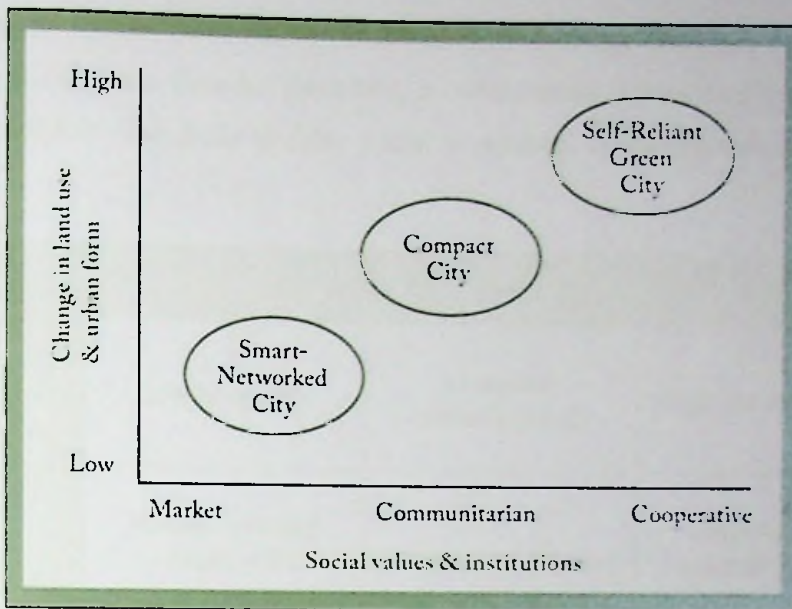 High
Self-Reliant
Green
City
Change in land use
& urban form
Compact
City
Smart-
Networked
City
Low
Market Communitarian Cooperative
Social values & institutions